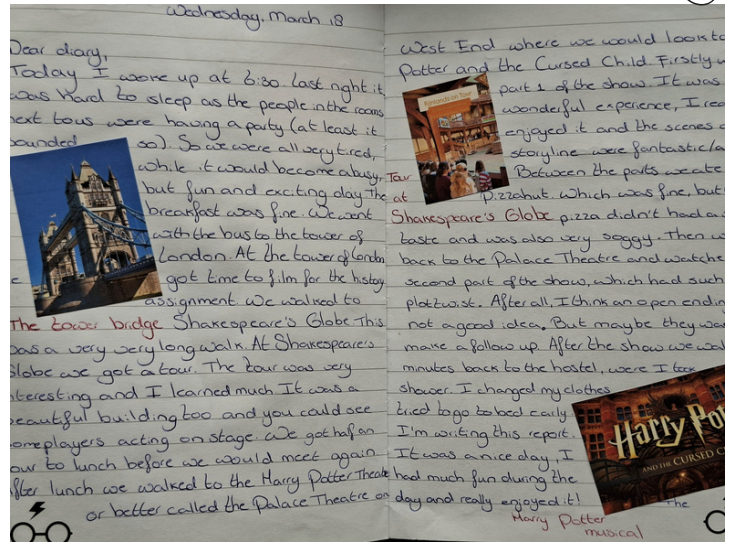 Wednesday, March 18
Dear diary,
Today I woke up at 6:30 last night it
was hard to sleep as the people in the rooms
next to us were having a party (at least it
sounded so). So we were all very tired,
while it would become a busy,
but fun and exciting day. The
breakfast was fine. We went
with the bus to the tower of
London. At the tower of London
we got time to film for the history
assignment we walked to
The tower bridge
Shakespeare's Globe This
was a very very long walk. At Shakespeare's
Globe we got a tour. The tour was very
interesting and I learned much It was a
beautiful building too and you could see
some players acting on stage. We got half an
our to lunch before we would meet again.
After lunch we walked to the Harry Potter Theatre
or better called the Palace Theatre on
West End where we would look to
Potter and the Cursed Child. Firstly
part 1 of the show. It was
wonderful experience, I
enjoyed it and the scenes
storyline were fantastic
Between the parts we ate
pizzahut. which was fine, but
Tour
at
Shakespeare's Globe
pizza didn't had a
taste and was also very soggy. Then
back to the Palace Theatre and watche
second part of the show, which had such
plottwist. After all, I think an open endin
not a good idea. But maybe they
make a follow up. After the show we
minutes back to the hostel, were I took
shower. I changed my clothes
tried to go to bed early
I'm writing this report.
It was a nice day, I
had much fun during the
day and really enjoyed it!
Harry Po
AND THE CURSED C
The
Harry Potter
musical